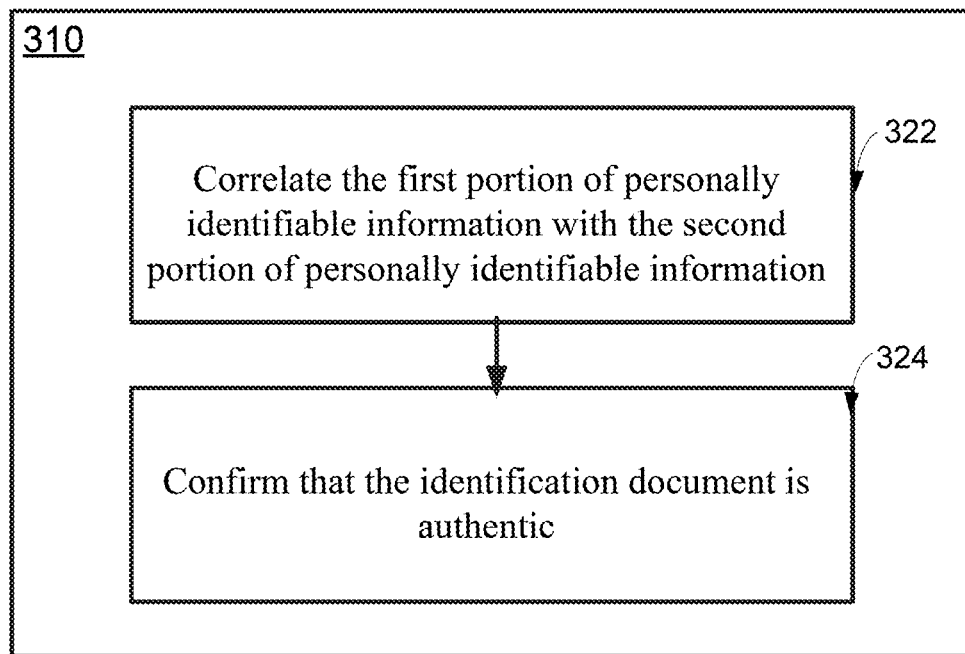 310
322
Correlate the first portion of personally
identifiable information with the second
portion of personally identifiable information
324
Confirm that the identification document is
authentic